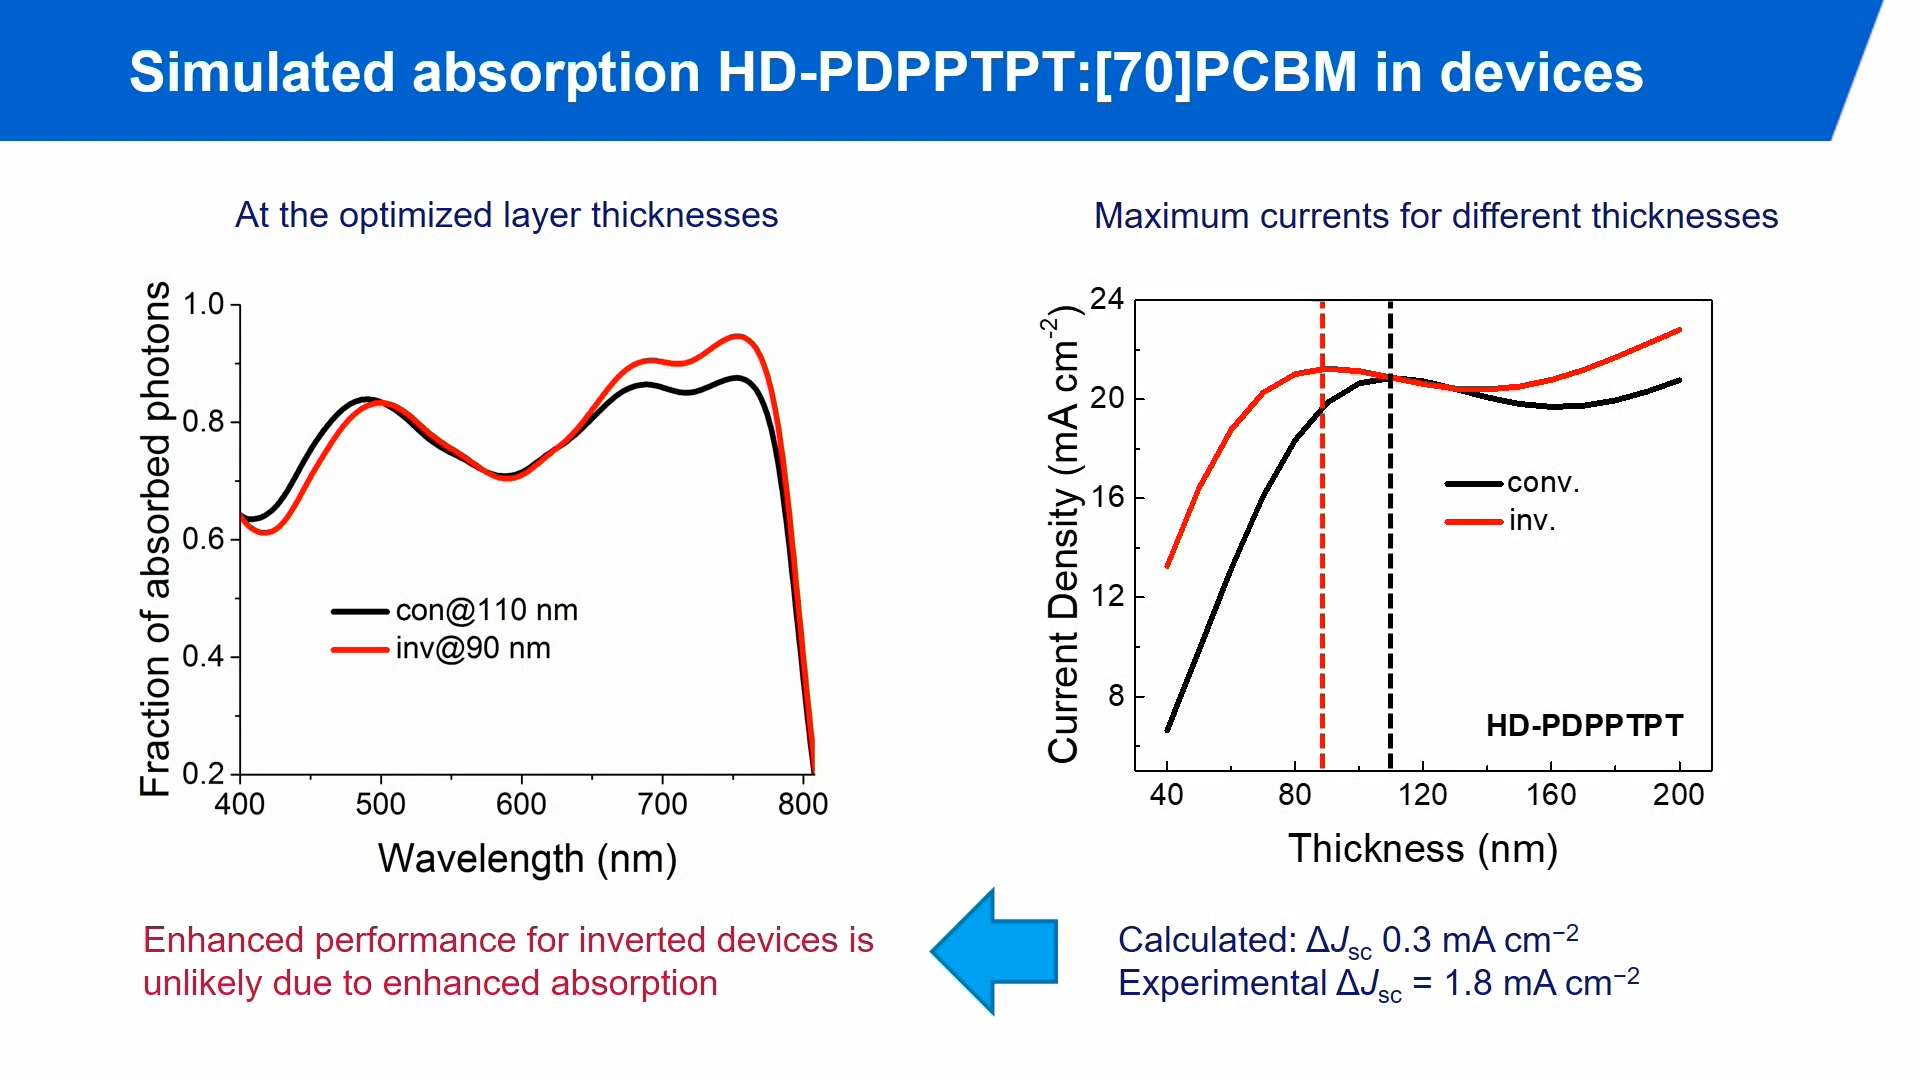 Simulated absorption HD-PDPPTPT:[70]PCBM in devices
At the optimized layer thicknesses
Fraction of absorbed photons
1.0
0.8
0.6
0.4
0.2
con@110 nm
inv@90 nm
400 500 600 700 800
Wavelength (nm)
Maximum currents for different thicknesses
Current Density (mA cm⁻²)
24
20
16
12
8
conv.
inv.
HD-PDPPTPT
40 80 120 160 200
Thickness (nm)
Enhanced performance for inverted devices is
unlikely due to enhanced absorption
Calculated: ΔJsc 0.3 mA cm⁻²
Experimental ΔJsc = 1.8 mA cm⁻²